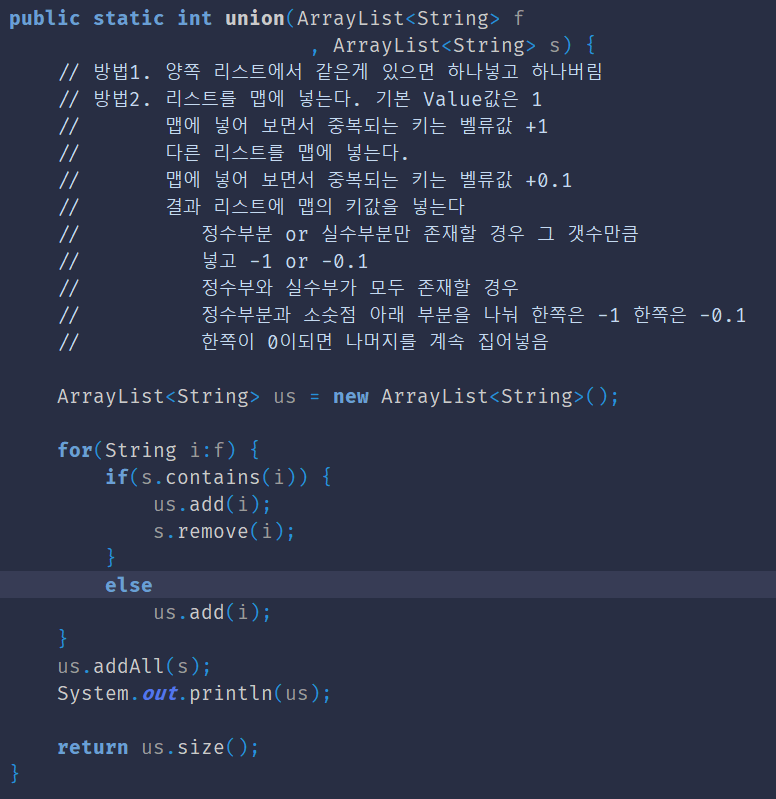 public static int union(ArrayList<String> f
, ArrayList<String> s) {
// 방법1. 양쪽 리스트에서 같은게 있으면 하나넣고 하나버림
// 방법2. 리스트를 맵에 넣는다. 기본 Value값은 1
// 맵에 넣어 보면서 중복되는 키는 벨류값 +1
// 다른 리스트를 맵에 넣는다.
// 맵에 넣어 보면서 중복되는 키는 벨류값 +0.1
// 결과 리스트에 맵의 키값을 넣는다
// 정수부분 or 실수부분만 존재할 경우 그 갯수만큼
// 넣고 -1 or -0.1
// 정수부와 실수부가 모두 존재할 경우
// 정수부분과 소숫점 아래 부분을 나눠 한쪽은 -1 한쪽은 -0.1
// 한쪽이 0이되면 나머지를 계속 집어넣음
ArrayList<String> us = new ArrayList<String>();
for(String i:f) {
if(s.contains(i)) {
us.add(i);
s.remove(i);
}
else
us.add(i);
}
us.addAll(s);
System.out.println(us);
return us.size();
}